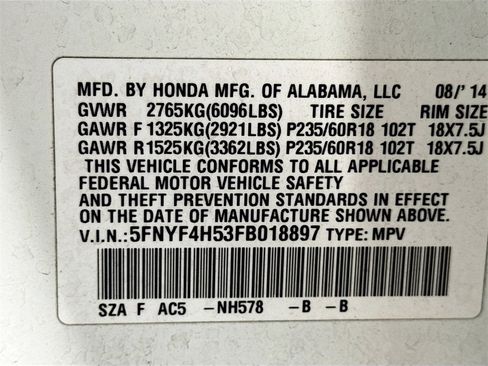 MFD. BY HONDA MFG. OF ALABAMA, LLC 08/'14
GVWR 2765KG(6096LBS) TIRE SIZE RIM SIZE
GAWR F 1325KG(2921LBS) P235/60R18 102T 18X7.5J
GAWR R 1525KG(3362LBS) P235/60R18 102T 18X7.5J
THIS VEHICLE CONFORMS TO ALL APPLICABLE
FEDERAL MOTOR VEHICLE SAFETY
AND THEFT PREVENTION STANDARDS IN EFFECT
ON THE DATE OF MANUFACTURE SHOWN ABOVE.
V.I.N.: 5FNYF4H53FB018897 TYPE: MPV
SZA F AC5 -NH578 -B -B